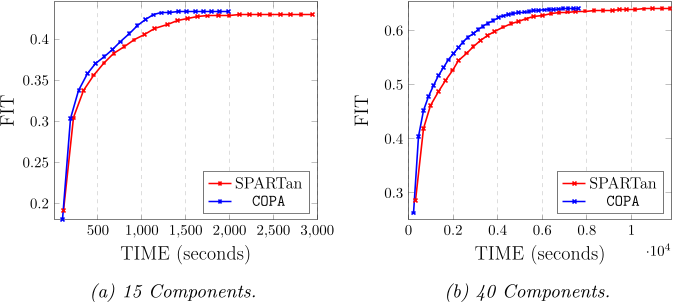 0.4
0.35
0.3
0.25
0.2
FIT
500
1,000
1,500
2,000
2,500
3,000
TIME (seconds)
SPARTan
COPA
(a) 15 Components.
0.6
0.5
0.4
0.3
FIT
0
0.2
0.4
0.6
0.8
1
·10⁴
TIME (seconds)
SPARTan
COPA
(b) 40 Components.